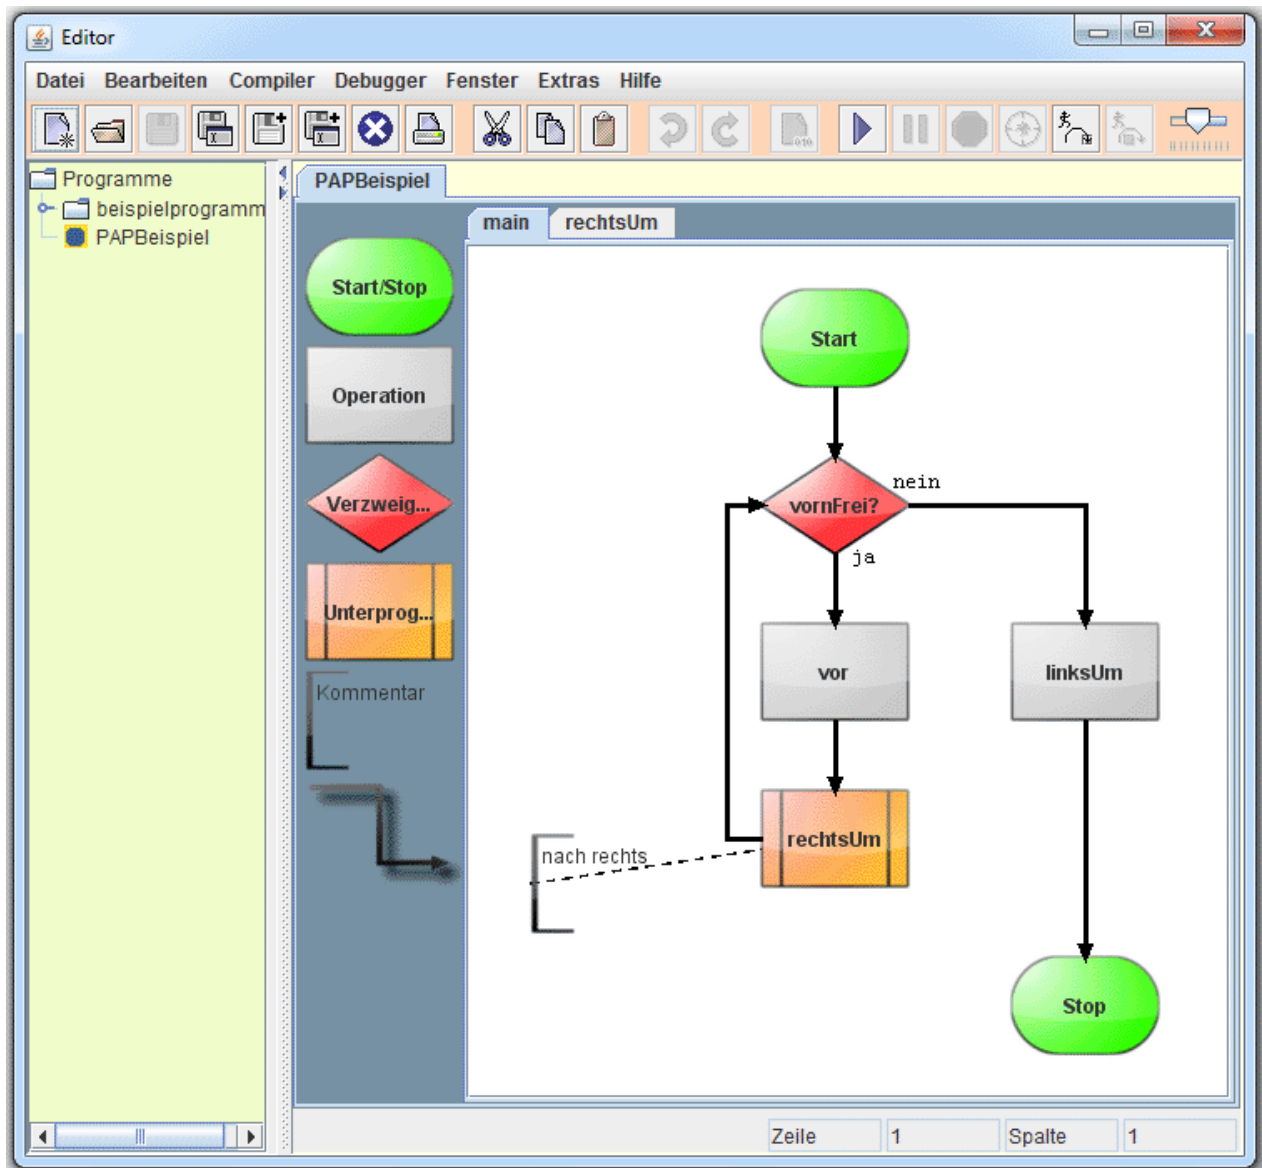 Editor
Datei Bearbeiten Compiler Debugger Fenster Extras Hilfe
Programme
beispielprogramm
PAPBeispiel
PAPBeispiel
main rechtsUm
Start/Stop
Operation
Verzweig...
Unterprog...
Kommentar
Start
vornFrei?
nein
ja
vor
linksUm
rechtsUm
nach rechts
Stop
Zeile 1 Spalte 1